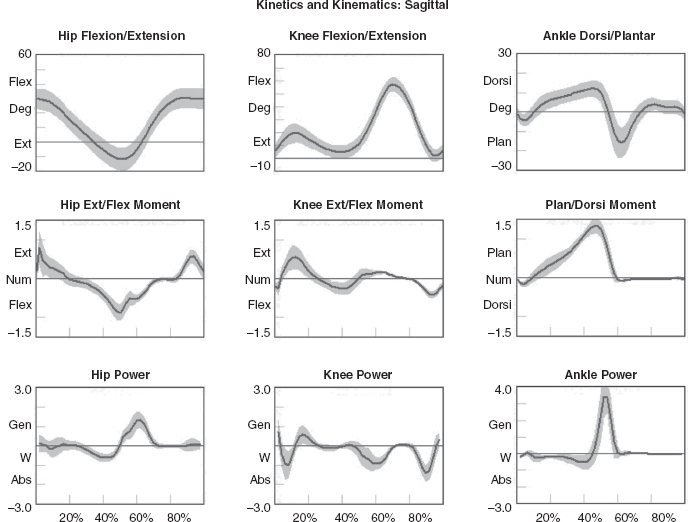 Kinetics and Kinematics: Sagittal
Hip Flexion/Extension
60
Flex
Deg
Ext
−20
Knee Flexion/Extension
80
Flex
Deg
Ext
−10
Ankle Dorsi/Plantar
30
Dorsi
Deg
Plan
−30
Hip Ext/Flex Moment
1.5
Ext
Num
Flex
−1.5
Knee Ext/Flex Moment
1.5
Ext
Num
Flex
−1.5
Plan/Dorsi Moment
1.5
Plan
Num
Dorsi
−1.5
Hip Power
3.0
Gen
W
Abs
−3.0
20% 40% 60% 80%
Knee Power
3.0
Gen
W
Abs
−3.0
20% 40% 60% 80%
Ankle Power
4.0
Gen
W
Abs
−3.0
20% 40% 60% 80%